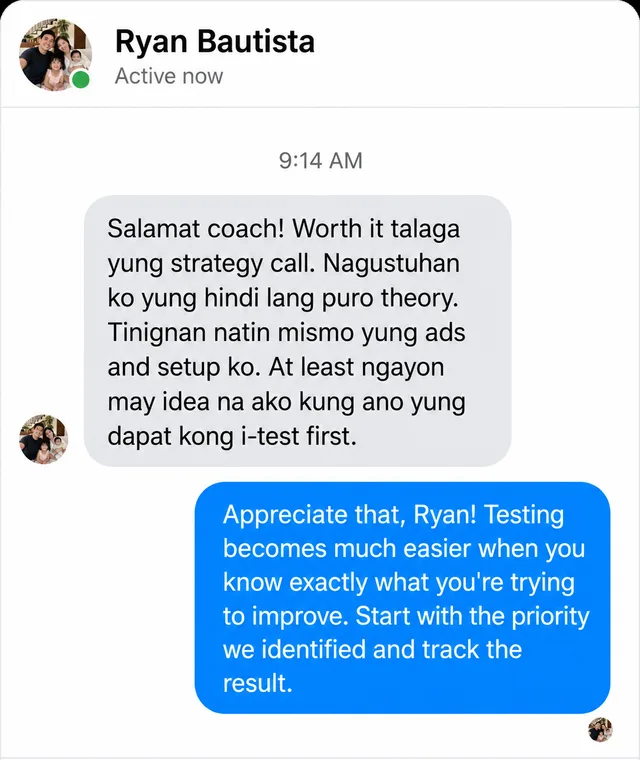 Ryan Bautista
Active now
9:14 AM
Salamat coach! Worth it talaga
yung strategy call. Nagustuhan
ko yung hindi lang puro theory.
Tinignan natin mismo yung ads
and setup ko. At least ngayon
may idea na ako kung ano yung
dapat kong i-test first.
Appreciate that, Ryan! Testing
becomes much easier when you
know exactly what you're trying
to improve. Start with the priority
we identified and track the
result.